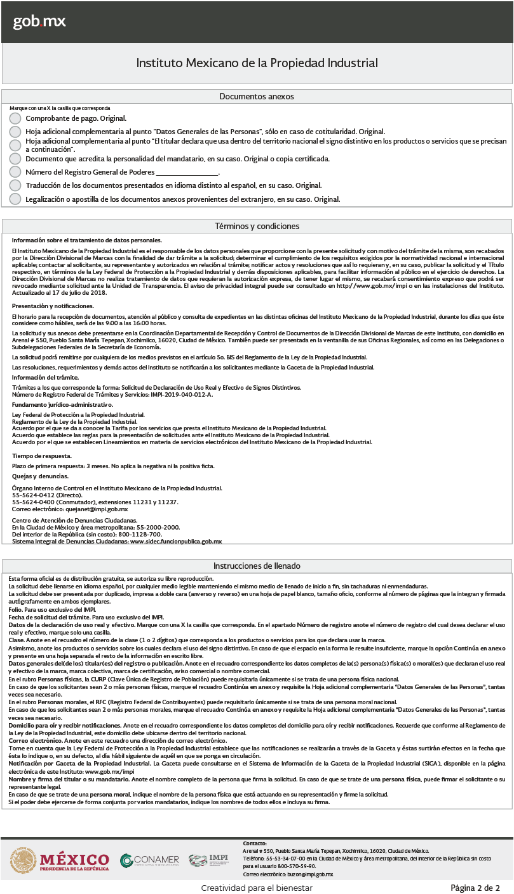 gob.mx
Instituto Mexicano de la Propiedad Industrial
Documentos anexos
Marque con una X la casilla que corresponda
Comprobante de pago. Original.
Hoja adicional complementaria al punto "Datos Generales de las Personas", sólo en caso de cotitularidad. Original.
Hoja adicional complementaria al punto "El titular declara que usa dentro del territorio nacional el signo distintivo en los productos o servicios que se precisan
a continuación".
Documento que acredita la personalidad del mandatario, en su caso. Original o copia certificada.
Número del Registro General de Poderes ________________.
Traducción de los documentos presentados en idioma distinto al español, en su caso. Original.
Legalización o apostilla de los documentos anexos provenientes del extranjero, en su caso. Original.
Términos y condiciones
Información sobre el tratamiento de datos personales.
El Instituto Mexicano de la Propiedad Industrial es el responsable de los datos personales que proporcione con la presente solicitud y con motivo del trámite de la misma, son recabados
por la Dirección Divisional de Marcas con la finalidad de dar trámite a la solicitud; determinar el cumplimiento de los requisitos exigidos por la normatividad nacional e internacional
aplicable; contactar al solicitante, su representante y autorizados en relación al trámite; notificar actos y resoluciones que así lo requieran y, en su caso, publicar la solicitud y el Título
respectivo, en términos de la Ley Federal de Protección a la Propiedad Industrial y demás disposiciones aplicables, para facilitar información al público en el ejercicio de derechos. La
Dirección Divisional de Marcas no realiza tratamiento de datos que requieran la autorización expresa, de tener lugar el mismo, se recabará consentimiento expreso que podrá ser
revocado mediante solicitud ante la Unidad de Transparencia. El aviso de privacidad integral puede ser consultado en http://www.gob.mx/impi o en las instalaciones del Instituto.
Actualizado al 17 de julio de 2018.
Presentación y notificaciones.
El horario para la recepción de documentos, atención al público y consulta de expedientes en las distintas oficinas del Instituto Mexicano de la Propiedad Industrial, durante los días que éste
considere como hábiles, será de las 9:00 a las 16:00 horas.
La solicitud y sus anexos debe presentarse en la Coordinación Departamental de Recepción y Control de Documentos de la Dirección Divisional de Marcas de este Instituto, con domicilio en
Arenal # 550, Pueblo Santa María Tepepan, Xochimilco, 16020, Ciudad de México. También puede ser presentada en la ventanilla de sus Oficinas Regionales, así como en las Delegaciones o
Subdelegaciones Federales de la Secretaría de Economía.
La solicitud podrá remitirse por cualquiera de los medios previstos en el artículo 5o. BIS del Reglamento de la Ley de la Propiedad Industrial.
Las resoluciones, requerimientos y demás actos del Instituto se notificarán a los solicitantes mediante la Gaceta de la Propiedad Industrial.
Información del trámite.
Trámites a los que corresponde la forma: Solicitud de Declaración de Uso Real y Efectivo de Signos Distintivos.
Número de Registro Federal de Trámites y Servicios: IMPI-2019-040-012-A.
Fundamento jurídico-administrativo.
Ley Federal de Protección a la Propiedad Industrial.
Reglamento de la Ley de la Propiedad Industrial.
Acuerdo por el que se da a conocer la Tarifa por los servicios que presta el Instituto Mexicano de la Propiedad Industrial.
Acuerdo que establece las reglas para la presentación de solicitudes ante el Instituto Mexicano de la Propiedad Industrial.
Acuerdo por el que se establecen Lineamientos en materia de servicios electrónicos del Instituto Mexicano de la Propiedad Industrial.
Tiempo de respuesta.
Plazo de primera respuesta: 3 meses. No aplica la negativa ni la positiva ficta.
Quejas y denuncias.
Órgano Interno de Control en el Instituto Mexicano de la Propiedad Industrial.
55-5624-0412 (Directo).
55-5624-0400 (Conmutador), extensiones 11231 y 11237.
Correo electrónico: quejanet@impi.gob.mx
Centro de Atención de Denuncias Ciudadanas.
En la Ciudad de México y área metropolitana: 55-2000-2000.
Del interior de la República (sin costo): 800-1128-700.
Sistema Integral de Denuncias Ciudadanas: www.sidec.funcionpublica.gob.mx
Instrucciones de llenado
Esta forma oficial es de distribución gratuita, se autoriza su libre reproducción.
La solicitud debe llenarse en idioma español, por cualquier medio legible manteniendo el mismo medio de llenado de inicio a fin, sin tachaduras ni enmendaduras.
La solicitud debe ser presentada por duplicado, impresa a doble cara (anverso y reverso) en una hoja de papel blanco, tamaño oficio, conforme al número de páginas que la integran y firmada
autógrafamente en ambos ejemplares.
Folio. Para uso exclusivo del IMPI.
Fecha de solicitud del trámite. Para uso exclusivo del IMPI.
Datos de la declaración de uso real y efectivo. Marque con una X la casilla que corresponda. En el apartado Número de registro anote el número de registro del cual desea declarar el uso
real y efectivo, marque solo una casilla.
Clase. Anote en el recuadro el número de la clase (1 o 2 dígitos) que corresponda a los productos o servicios para los que declara usar la marca.
Asimismo, anote los productos o servicios sobre los cuales declara el uso del signo distintivo. En caso de que el espacio en la forma le resulte insuficiente, marque la opción Continúa en anexo
y presente en una hoja separada el resto de la información en escrito libre.
Datos generales del(de los) titular(es) del registro o publicación. Anote en el recuadro correspondiente los datos completos de la(s) persona(s) física(s) o moral(es) que declaran el uso real
y efectivo de la marca, marca colectiva, marca de certificación, aviso comercial o nombre comercial.
En el rubro Personas físicas, la CURP (Clave Única de Registro de Población) puede requisitarla únicamente si se trata de una persona física nacional.
En caso de que los solicitantes sean 2 o más personas físicas, marque el recuadro Continúa en anexo y requisite la Hoja adicional complementaria "Datos Generales de las Personas", tantas
veces sea necesario.
En el rubro Personas morales, el RFC (Registro Federal de Contribuyentes) puede requisitarlo únicamente si se trata de una persona moral nacional.
En caso de que los solicitantes sean 2 o más personas morales, marque el recuadro Continúa en anexo y requisite la Hoja adicional complementaria "Datos Generales de las Personas", tantas
veces sea necesario.
Domicilio para oír y recibir notificaciones. Anote en el recuadro correspondiente los datos completos del domicilio para oír y recibir notificaciones. Recuerde que conforme al Reglamento de
la Ley de la Propiedad Industrial, este domicilio debe ubicarse dentro del territorio nacional.
Correo electrónico. Anote en este recuadro una dirección de correo electrónico.
Tome en cuenta que la Ley Federal de Protección a la Propiedad Industrial establece que las notificaciones se realizarán a través de la Gaceta y éstas surtirán efectos en la fecha que
ésta lo indique o, en su defecto, al día hábil siguiente de aquél en que se ponga en circulación.
Notificación por Gaceta de la Propiedad Industrial. La Gaceta puede consultarse en el Sistema de Información de la Gaceta de la Propiedad Industrial (SIGA), disponible en la página
electrónica de este Instituto: www.gob.mx/impi
Nombre y firma del titular o su mandatario. Anote el nombre completo de la persona que firma la solicitud. En caso de que se trate de una persona física, puede firmar el solicitante o su
representante legal.
En caso de que se trate de una persona moral, indique el nombre de la persona física que está actuando en su representación y firme la solicitud.
Si el poder debe ejercerse de forma conjunta por varios mandatarios, indique los nombres de todos ellos e incluya su firma.
MÉXICO
PRESIDENCIA DE LA REPÚBLICA
CONAMER
IMPI
Contacto:
Arenal # 550, Pueblo Santa María Tepepan, Xochimilco, 16020, Ciudad de México.
Teléfono: 55-53-34-07-00 en la Ciudad de México y área metropolitana, del interior de la República sin costo
para el usuario 800-570-59-90.
Correo electrónico: buzon@impi.gob.mx
Creatividad para el bienestar
Página 2 de 2